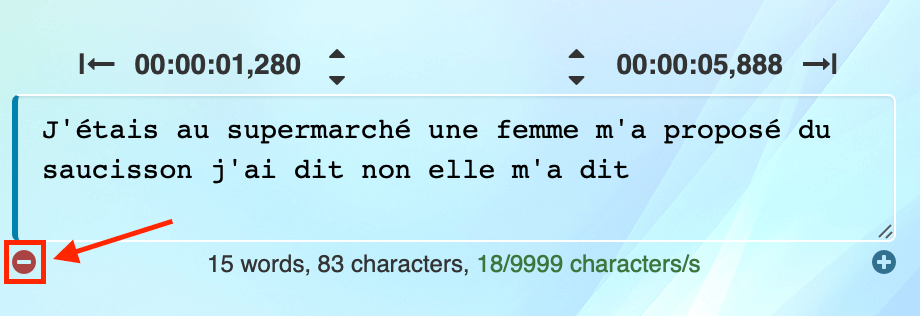 00:00:01,280 00:00:05,888
J'étais au supermarché une femme m'a proposé du
saucisson j'ai dit non elle m'a dit
15 words, 83 characters, 18/9999 characters/s